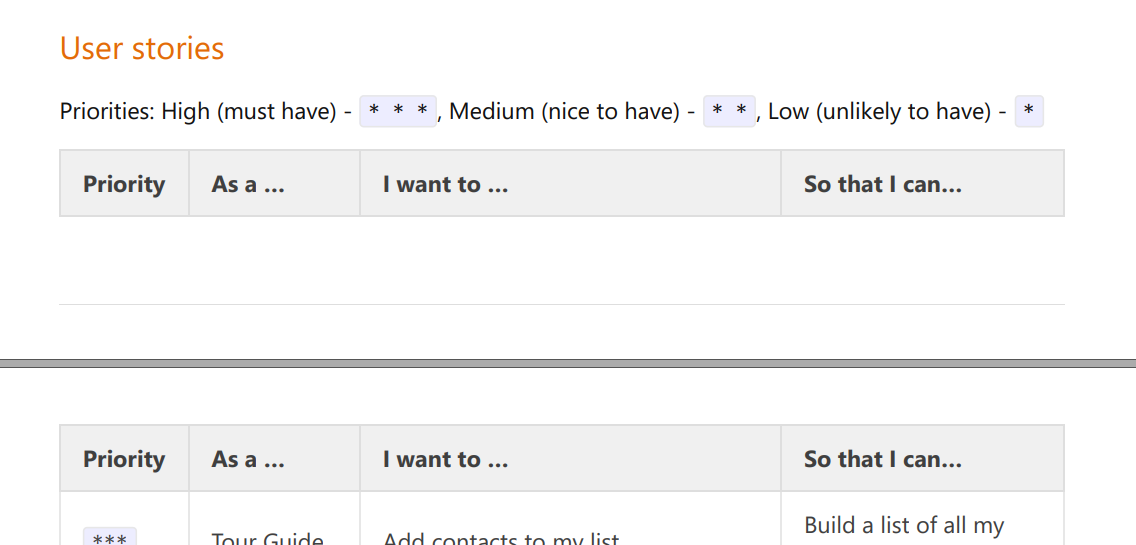 User stories
Priorities: High (must have) - * * *, Medium (nice to have) - * *, Low (unlikely to have) - *
Priority As a … I want to … So that I can…
Priority As a … I want to … So that I can…
Build a list of all my
*** Tour Guide Add contacts to my list